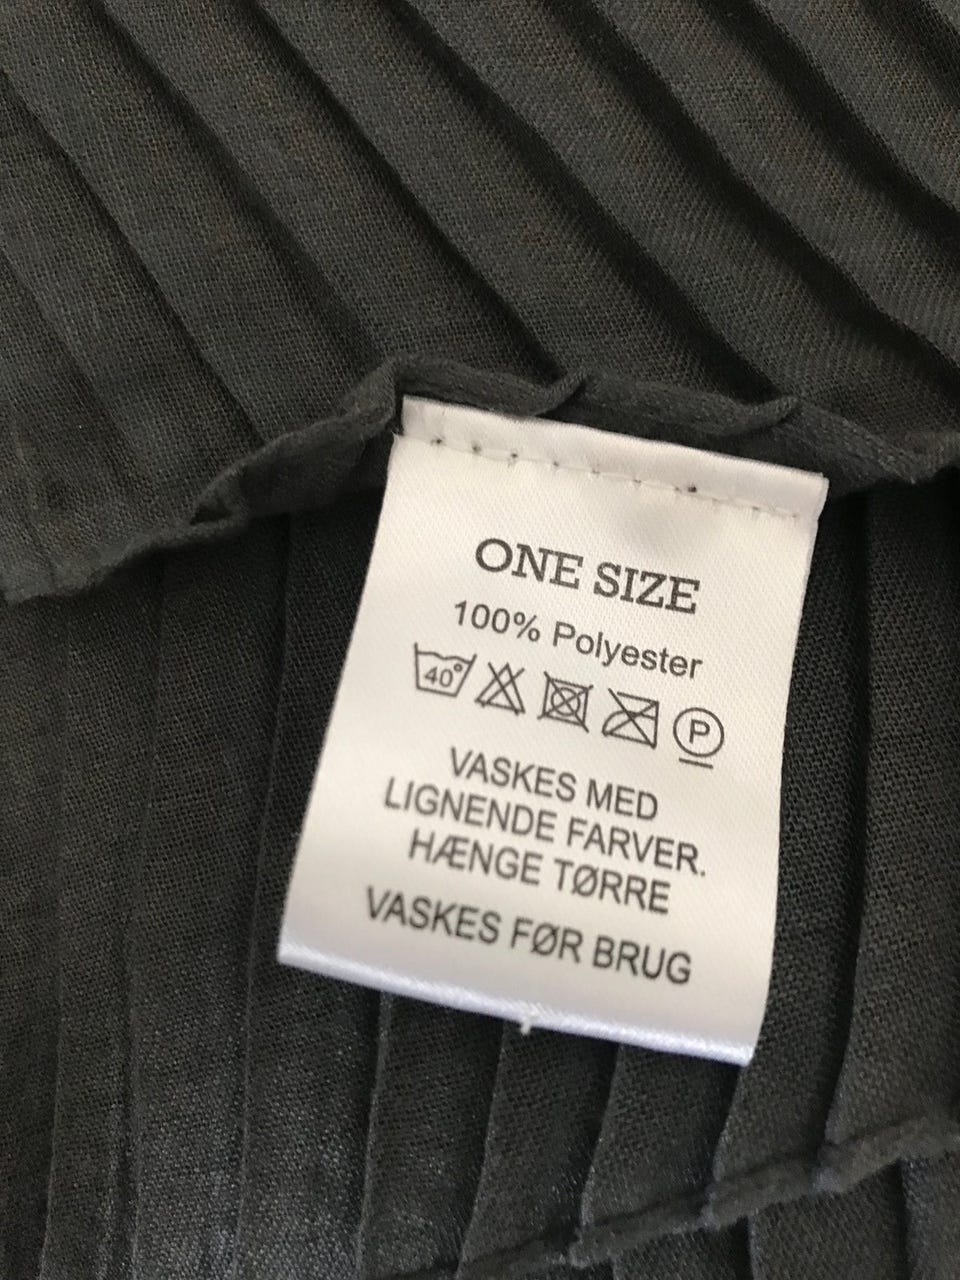 ONE SIZE
100% Polyester
40°
P
VASKES MED
LIGNENDE FARVER.
HÆNGE TØRRE
VASKES FØR BRUG